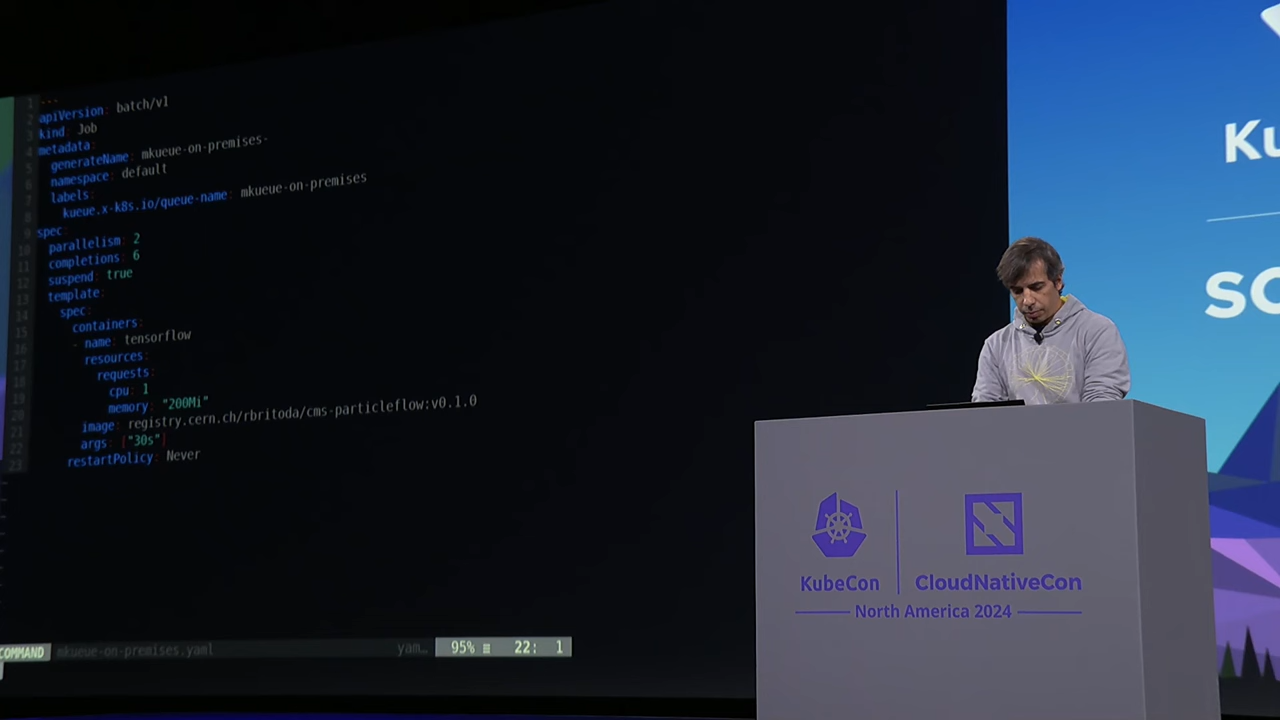 ---
apiVersion: batch/v1
kind: Job
metadata:
generateName: mkueue-on-premises-
namespace: default
labels:
kueue.x-k8s.io/queue-name: mkueue-on-premises
spec:
parallelism: 2
completions: 6
suspend: true
template:
spec:
containers:
- name: tensorflow
resources:
requests:
cpu: 1
memory: "200Mi"
image: registry.cern.ch/rbritoda/cms-particleflow:v0.1.0
args: ["30s"]
restartPolicy: Never
COMMAND mkueue-on-premises.yaml yam… 95% ≡ 22: 1
Ku
SO
KubeCon
CloudNativeCon
North America 2024